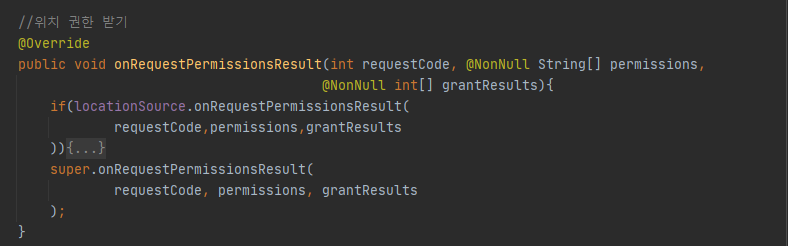 //위치 권한 받기
@Override
public void onRequestPermissionsResult(int requestCode, @NonNull String[] permissions,
@NonNull int[] grantResults){
if(locationSource.onRequestPermissionsResult(
requestCode,permissions,grantResults
)){...}
super.onRequestPermissionsResult(
requestCode, permissions, grantResults
);
}